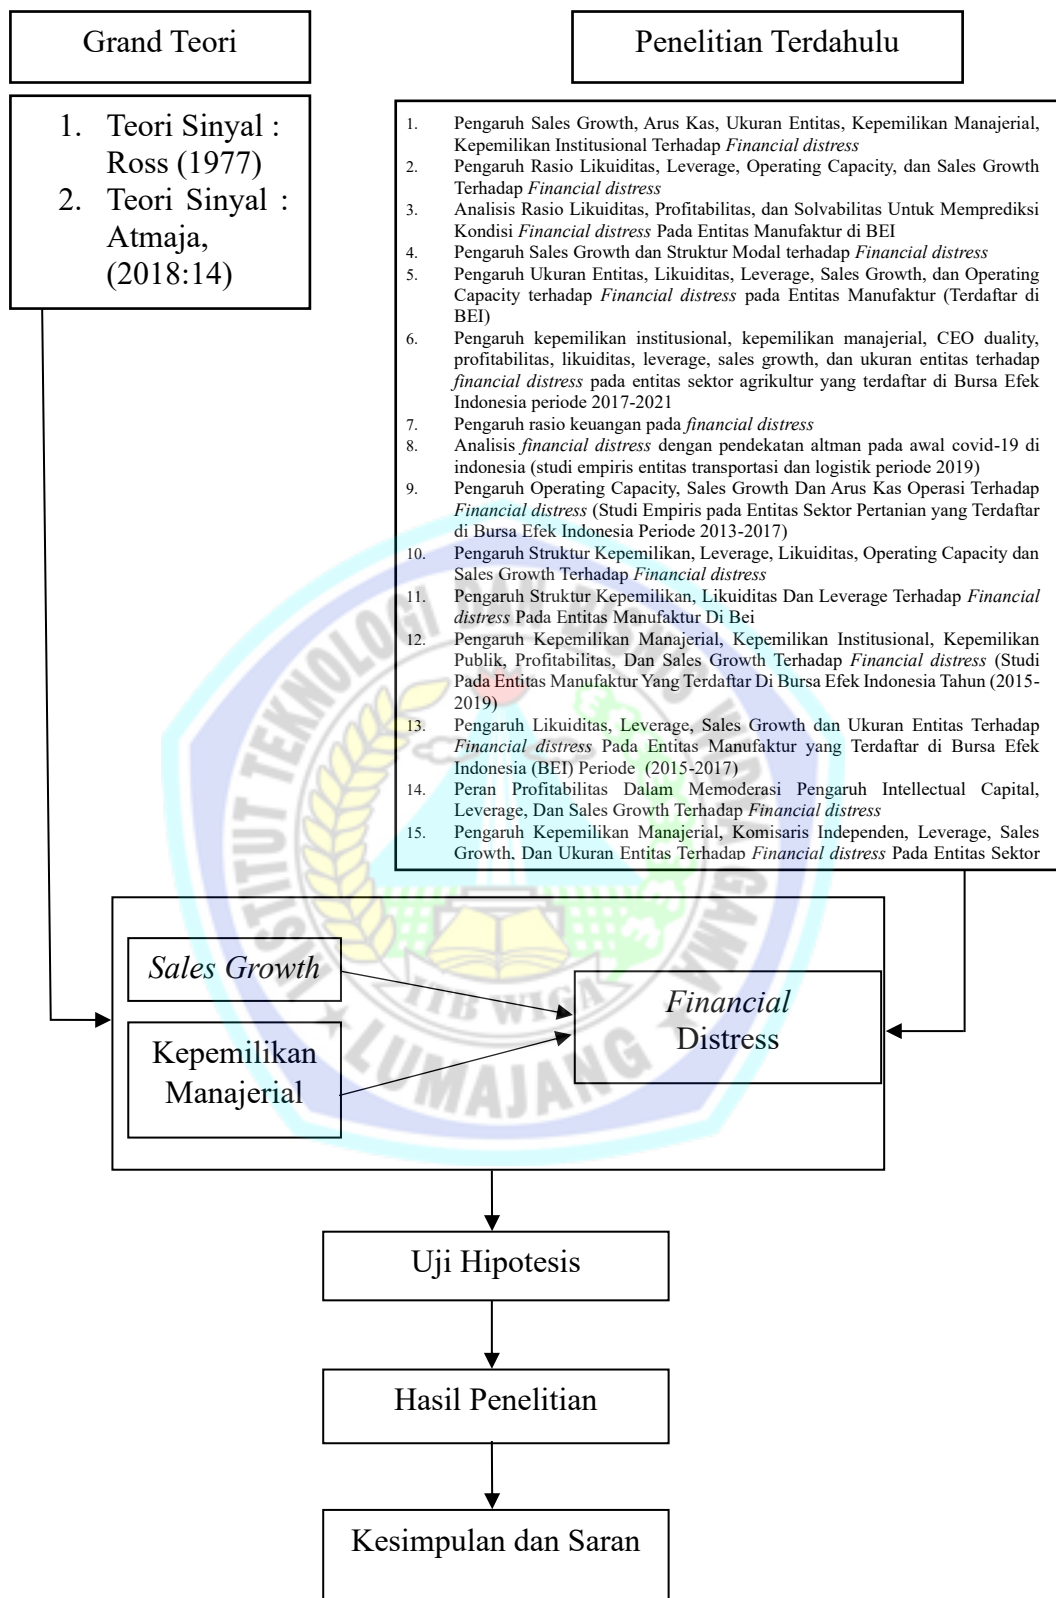 Grand Teori
Penelitian Terdahulu
1. Teori Sinyal :
Ross (1977)
2. Teori Sinyal :
Atmaja,
(2018:14)
1. Pengaruh Sales Growth, Arus Kas, Ukuran Entitas, Kepemilikan Manajerial,
Kepemilikan Institusional Terhadap Financial distress
2. Pengaruh Rasio Likuiditas, Leverage, Operating Capacity, dan Sales Growth
Terhadap Financial distress
3. Analisis Rasio Likuiditas, Profitabilitas, dan Solvabilitas Untuk Memprediksi
Kondisi Financial distress Pada Entitas Manufaktur di BEI
4. Pengaruh Sales Growth dan Struktur Modal terhadap Financial distress
5. Pengaruh Ukuran Entitas, Likuiditas, Leverage, Sales Growth, dan Operating
Capacity terhadap Financial distress pada Entitas Manufaktur (Terdaftar di
BEI)
6. Pengaruh kepemilikan institusional, kepemilikan manajerial, CEO duality,
profitabilitas, likuiditas, leverage, sales growth, dan ukuran entitas terhadap
financial distress pada entitas sektor agrikultur yang terdaftar di Bursa Efek
Indonesia periode 2017-2021
7. Pengaruh rasio keuangan pada financial distress
8. Analisis financial distress dengan pendekatan altman pada awal covid-19 di
indonesia (studi empiris entitas transportasi dan logistik periode 2019)
9. Pengaruh Operating Capacity, Sales Growth Dan Arus Kas Operasi Terhadap
Financial distress (Studi Empiris pada Entitas Sektor Pertanian yang Terdaftar
di Bursa Efek Indonesia Periode 2013-2017)
10. Pengaruh Struktur Kepemilikan, Leverage, Likuiditas, Operating Capacity dan
Sales Growth Terhadap Financial distress
11. Pengaruh Struktur Kepemilikan, Likuiditas Dan Leverage Terhadap Financial
distress Pada Entitas Manufaktur Di Bei
12. Pengaruh Kepemilikan Manajerial, Kepemilikan Institusional, Kepemilikan
Publik, Profitabilitas, Dan Sales Growth Terhadap Financial distress (Studi
Pada Entitas Manufaktur Yang Terdaftar Di Bursa Efek Indonesia Tahun (2015-
2019)
13. Pengaruh Likuiditas, Leverage, Sales Growth dan Ukuran Entitas Terhadap
Financial distress Pada Entitas Manufaktur yang Terdaftar di Bursa Efek
Indonesia (BEI) Periode (2015-2017)
14. Peran Profitabilitas Dalam Memoderasi Pengaruh Intellectual Capital,
Leverage, Dan Sales Growth Terhadap Financial distress
15. Pengaruh Kepemilikan Manajerial, Komisaris Independen, Leverage, Sales
Growth, Dan Ukuran Entitas Terhadap Financial distress Pada Entitas Sektor
INSTITUT TEKNOLOGI DAN BISNIS WIDYA GAMA
ITB WIGA
LUMAJANG
Sales Growth
Kepemilikan
Manajerial
Financial
Distress
Uji Hipotesis
Hasil Penelitian
Kesimpulan dan Saran